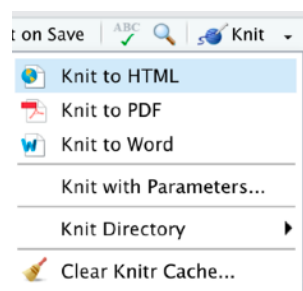 t on Save ABC Knit
Knit to HTML
Knit to PDF
Knit to Word
Knit with Parameters...
Knit Directory
Clear Knitr Cache...